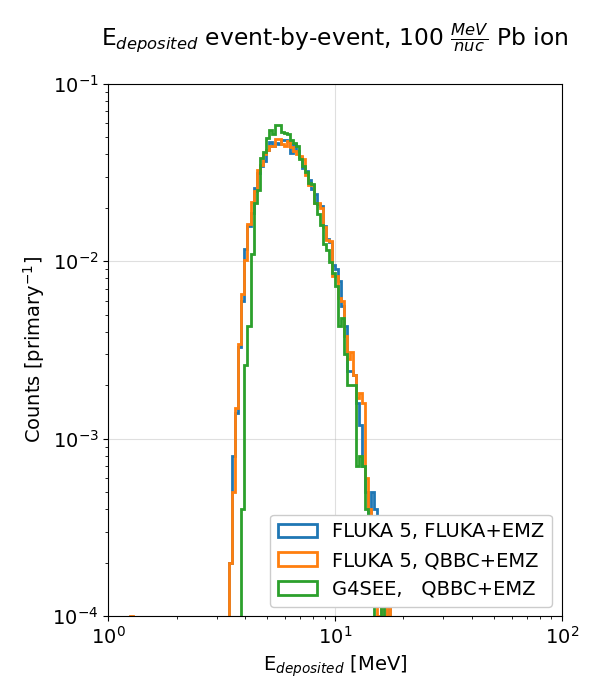 E_deposited event-by-event, 100 MeV/nuc Pb ion
10^-1
10^-2
10^-3
10^-4
Counts [primary^-1]
FLUKA 5, FLUKA+EMZ
FLUKA 5, QBBC+EMZ
G4SEE, QBBC+EMZ
10^0 10^1 10^2
E_deposited [MeV]